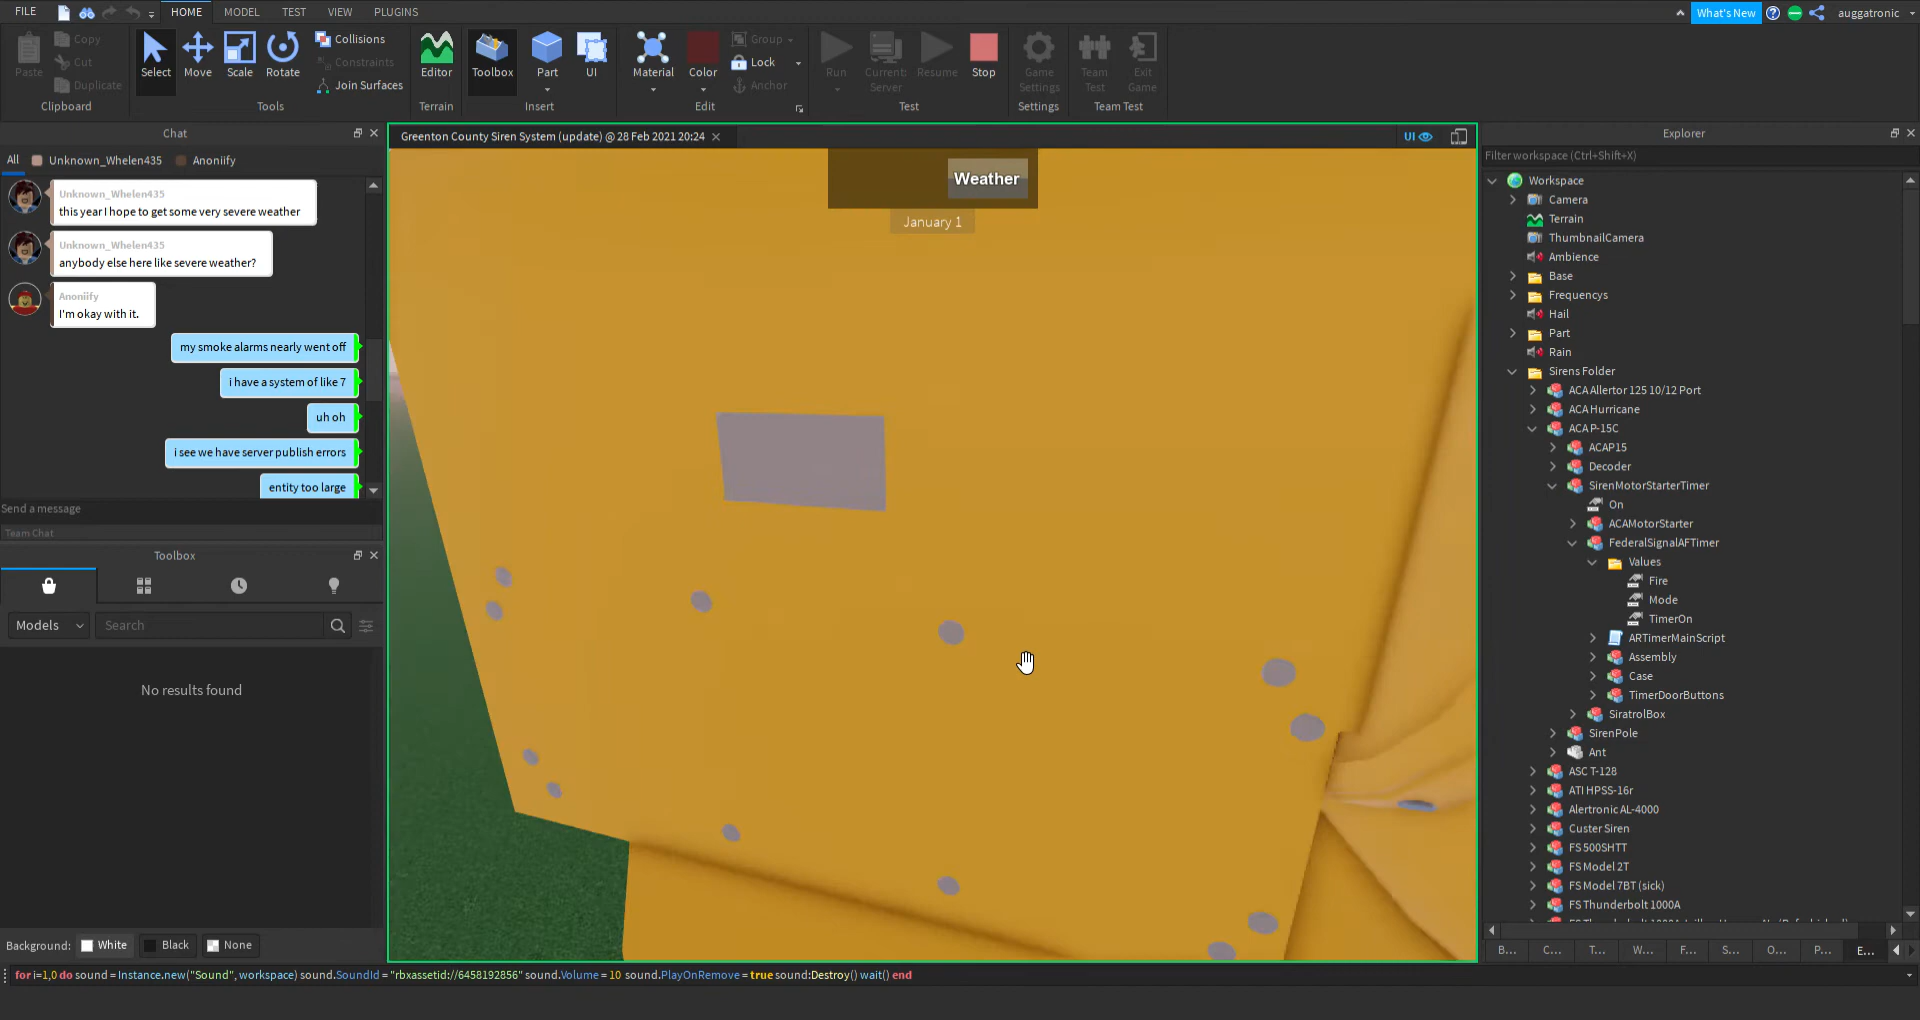 FILE
HOME
MODEL
TEST
VIEW
PLUGINS
What's New
auggatronic
Paste
Copy
Cut
Duplicate
Clipboard
Select
Move
Scale
Rotate
Collisions
Constraints
Join Surfaces
Tools
Editor
Terrain
Toolbox
Part
UI
Insert
Material
Color
Group
Lock
Anchor
Edit
Run
Current:
Server
Resume
Stop
Test
Game
Settings
Settings
Team
Test
Exit
Game
Team Test
Chat
All
Unknown_Whelen435
Anoniify
Unknown_Whelen435
this year I hope to get some very severe weather
Unknown_Whelen435
anybody else here like severe weather?
Anoniify
I'm okay with it.
my smoke alarms nearly went off
i have a system of like 7
uh oh
i see we have server publish errors
entity too large
Send a message
Team Chat
Toolbox
Models
Search
No results found
Background:
White
Black
None
Greenton County Siren System (update) @ 28 Feb 2021 20:24
UI
Weather
January 1
Explorer
Filter workspace (Ctrl+Shift+X)
Workspace
Camera
Terrain
ThumbnailCamera
Ambience
Base
Frequencys
Hail
Part
Rain
Sirens Folder
ACA Allertor 125 10/12 Port
ACA Hurricane
ACA P-15C
ACAP15
Decoder
SirenMotorStarterTimer
On
ACAMotorStarter
FederalSignalAFTimer
Values
Fire
Mode
TimerOn
ARTimerMainScript
Assembly
Case
TimerDoorButtons
SiratrolBox
SirenPole
Ant
ASC T-128
ATI HPSS-16r
Alertronic AL-4000
Custer Siren
FS 500SHTT
FS Model 2T
FS Model 7BT (sick)
FS Thunderbolt 1000A
B...
C...
T...
W...
F...
S...
O...
P...
E...
for i=1,0 do sound = Instance.new("Sound", workspace) sound.SoundId = "rbxassetid://6458192856" sound.Volume = 10 sound.PlayOnRemove = true sound:Destroy() wait() end